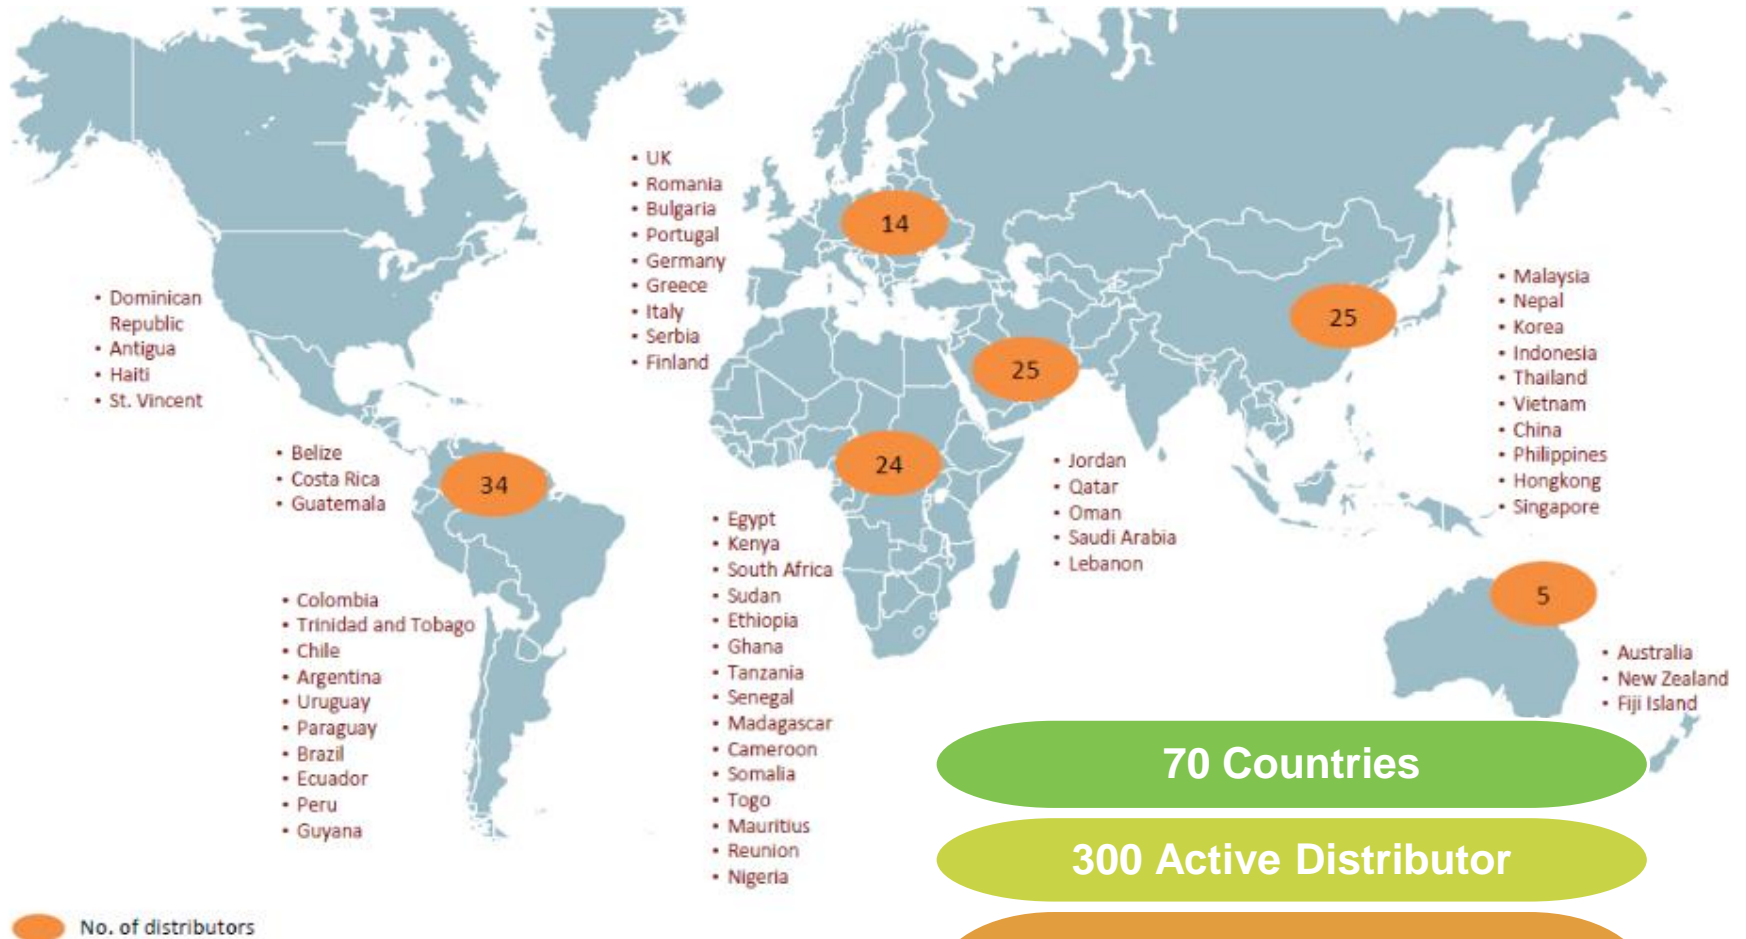 • UK
• Romania
• Bulgaria
• Portugal
• Germany
• Greece
• Italy
• Serbia
• Finland
14
25
25
24
34
5
• Dominican
Republic
• Antigua
• Haiti
• St. Vincent
• Belize
• Costa Rica
• Guatemala
• Colombia
• Trinidad and Tobago
• Chile
• Argentina
• Uruguay
• Paraguay
• Brazil
• Ecuador
• Peru
• Guyana
• Egypt
• Kenya
• South Africa
• Sudan
• Ethiopia
• Ghana
• Tanzania
• Senegal
• Madagascar
• Cameroon
• Somalia
• Togo
• Mauritius
• Reunion
• Nigeria
• Jordan
• Qatar
• Oman
• Saudi Arabia
• Lebanon
• Malaysia
• Nepal
• Korea
• Indonesia
• Thailand
• Vietnam
• China
• Philippines
• Hongkong
• Singapore
• Australia
• New Zealand
• Fiji Island
70 Countries
300 Active Distributor
No. of distributors